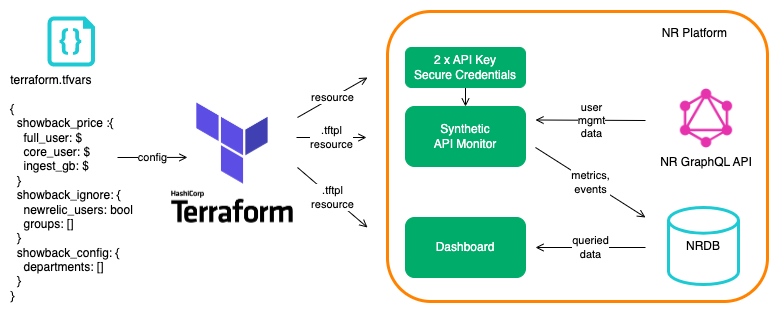 { }
terraform.tfvars
{
showback_price :{
full_user: $
core_user: $
ingest_gb: $
}
showback_ignore: {
newrelic_users: bool
groups: []
}
showback_config: {
departments: []
}
}
config
HashiCorp
Terraform
resource
.tftpl
resource
.tftpl
resource
NR Platform
2 x API Key
Secure Credentials
Synthetic
API Monitor
user
mgmt
data
NR GraphQL API
metrics,
events
Dashboard
queried
data
NRDB